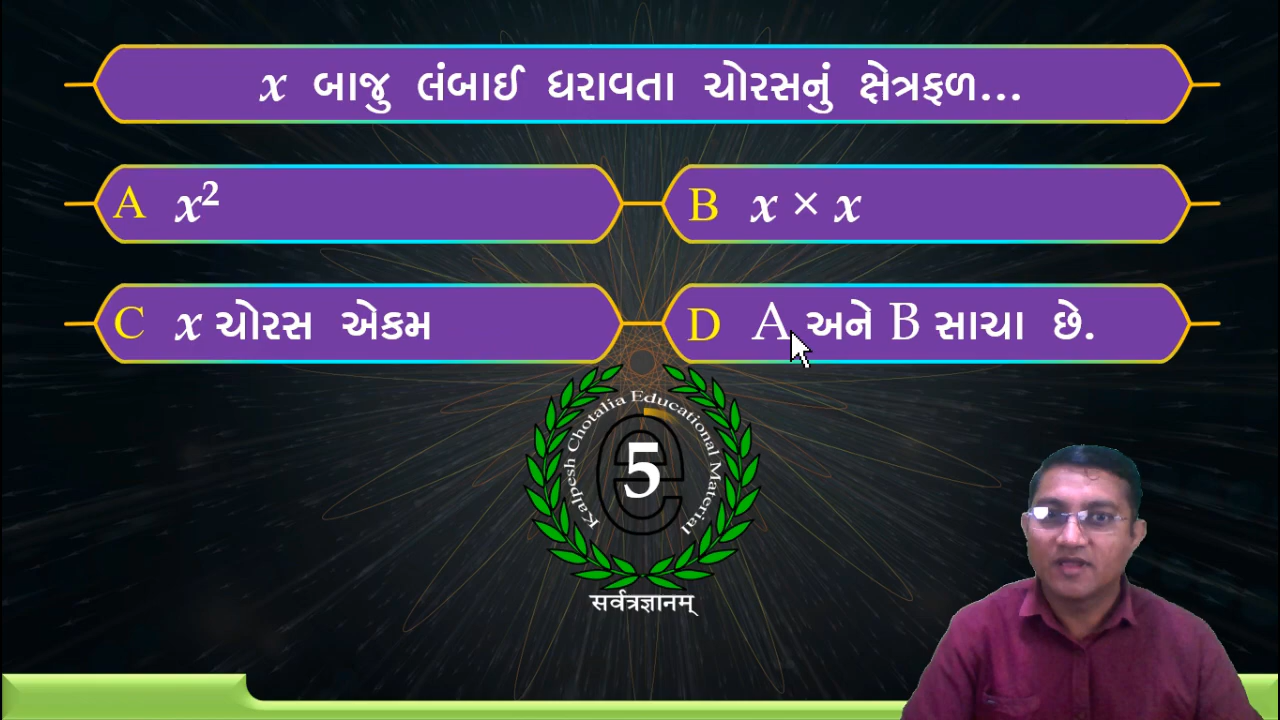 x બાજુ લંબાઈ ધરાવતા ચોરસનું ક્ષેત્રફળ...
A x²
B x × x
C x ચોરસ એકમ
D A અને B સાચા છે.
Kalpesh Chotalia Educational Material
e
5
सर्वत्रज्ञानम्